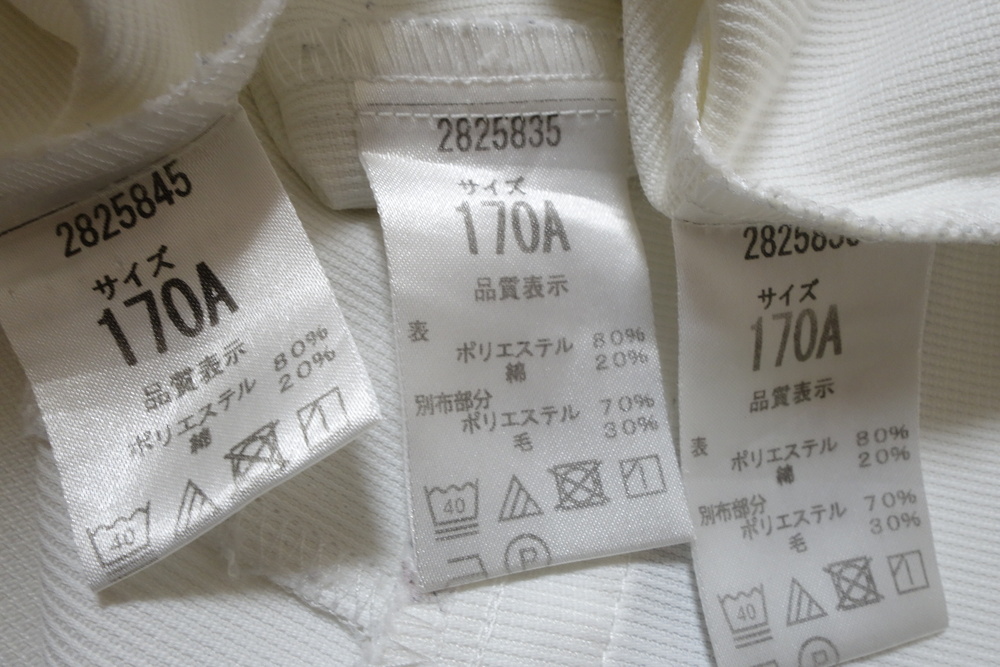 2825845
サイズ
170A
品質表示
ポリエステル 80%
綿 20%
40
2825835
サイズ
170A
品質表示
表
ポリエステル 80%
綿 20%
別布部分
ポリエステル 70%
毛 30%
40
P
サイズ
170A
品質表示
表
ポリエステル 80%
綿 20%
別布部分
ポリエステル 70%
毛 30%
40
P